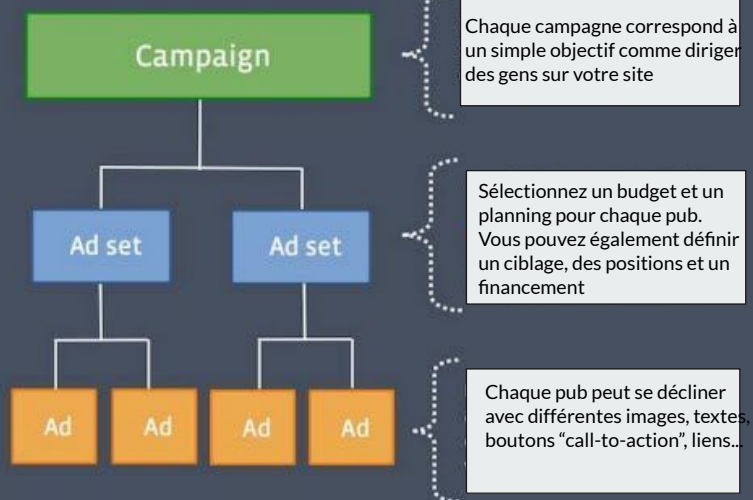 Campaign
Chaque campagne correspond à
un simple objectif comme diriger
des gens sur votre site
Ad set
Ad set
Sélectionnez un budget et un
planning pour chaque pub.
Vous pouvez également définir
un ciblage, des positions et un
financement
Ad
Ad
Ad
Ad
Chaque pub peut se décliner
avec différentes images, textes,
boutons “call-to-action”, liens...